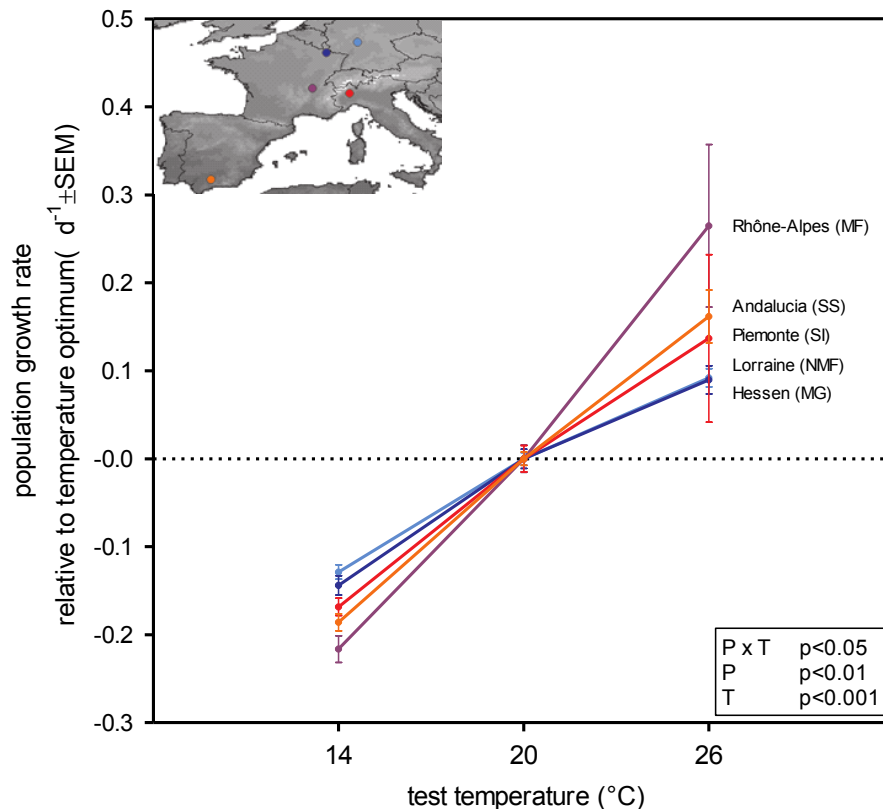 population growth rate
relative to temperature optimum( d⁻¹±SEM)
0.5
0.4
0.3
0.2
0.1
-0.0
-0.1
-0.2
-0.3
Rhône-Alpes (MF)
Andalucia (SS)
Piemonte (SI)
Lorraine (NMF)
Hessen (MG)
P x T p<0.05
P p<0.01
T p<0.001
14 20 26
test temperature (°C)